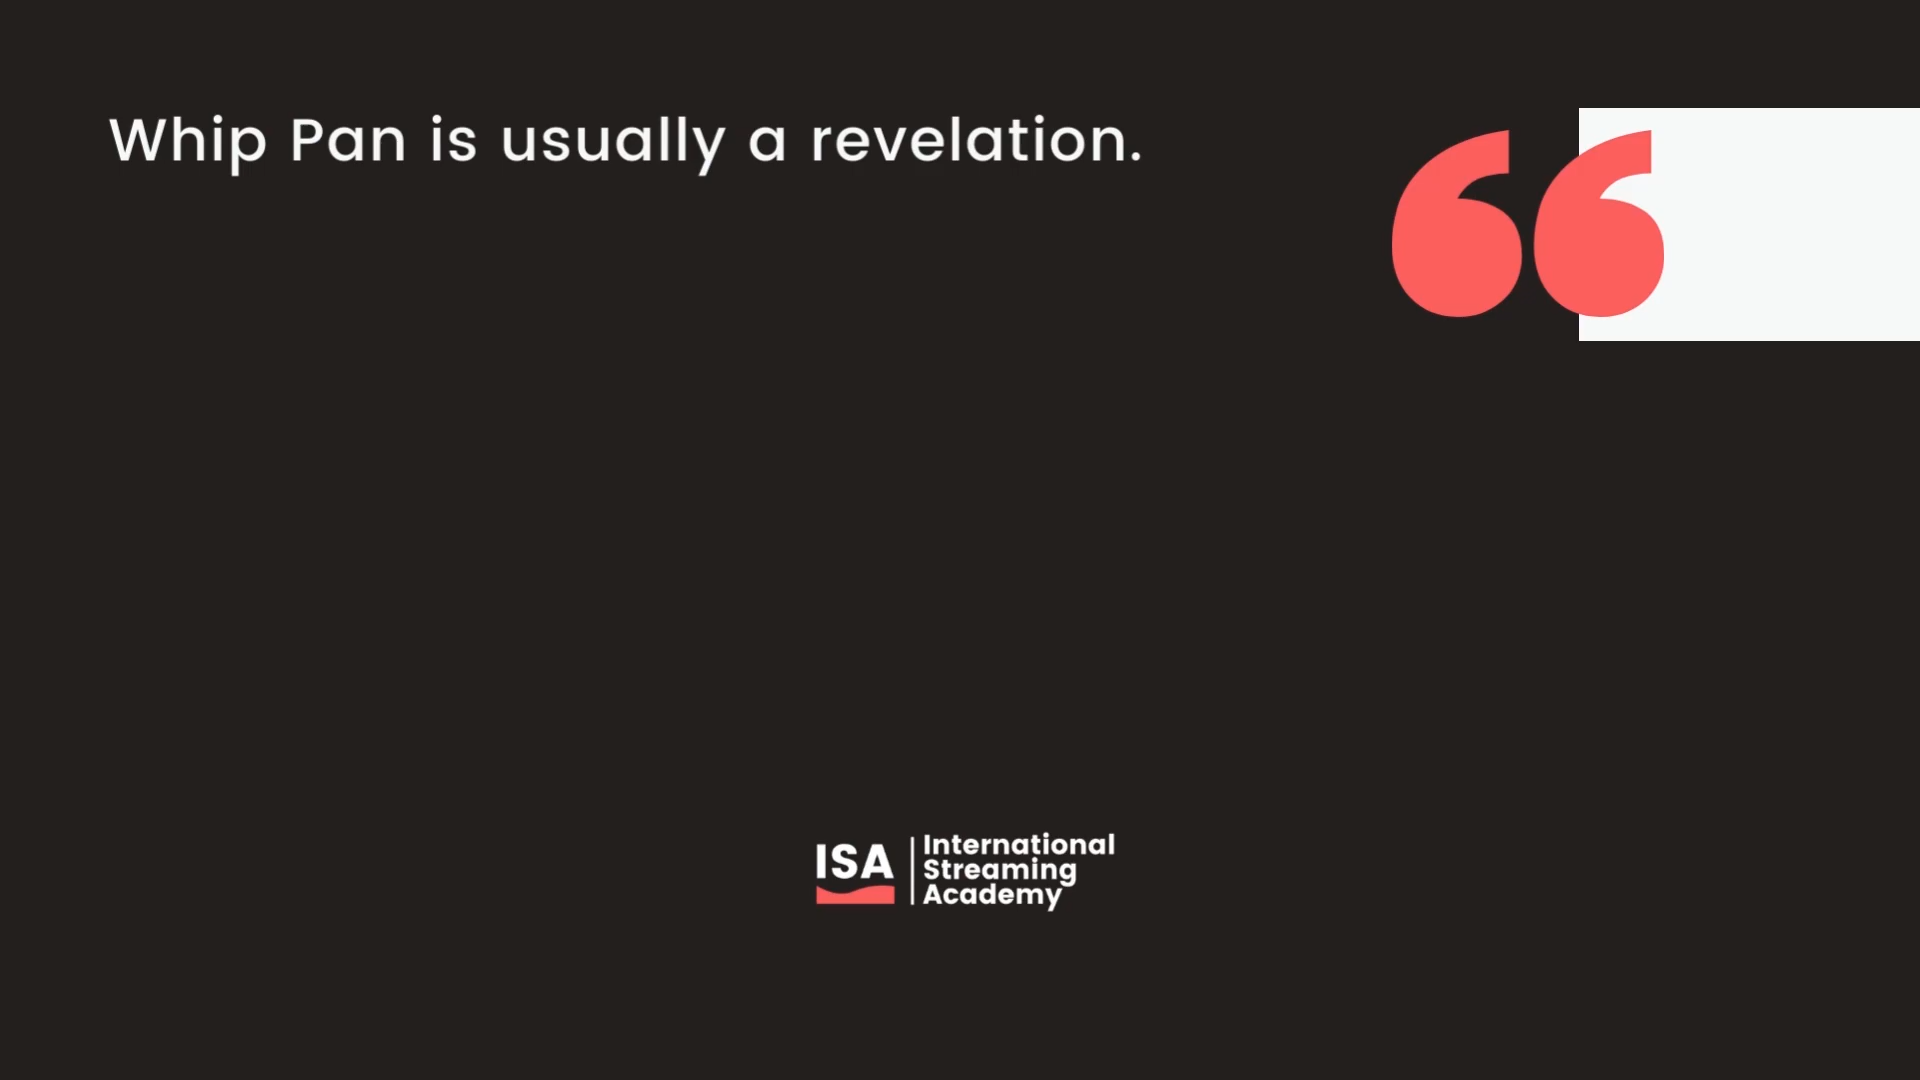 Whip Pan is usually a revelation.
“
ISA
International
Streaming
Academy